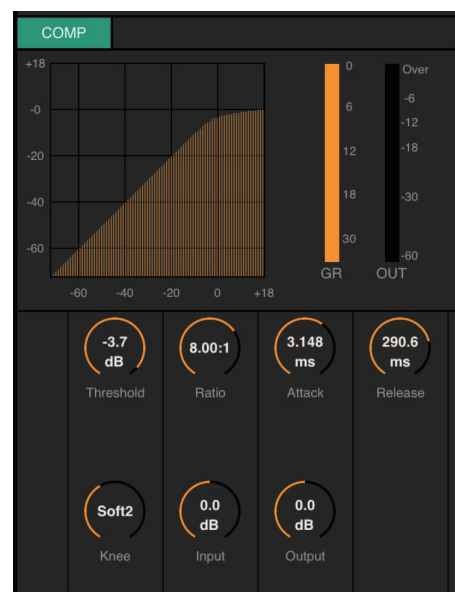 COMP
+18
-0
-20
-40
-60
-60 -40 -20 0 +18
0
6
12
18
30
GR
Over
-6
-12
-18
-30
-60
OUT
-3.7
dB
Threshold
8.00:1
Ratio
3.148
ms
Attack
290.6
ms
Release
Soft2
Knee
0.0
dB
Input
0.0
dB
Output